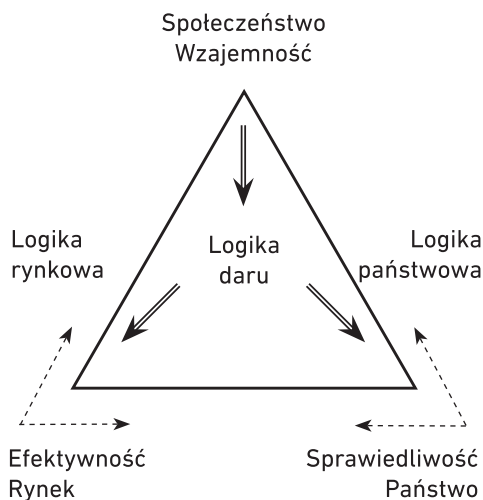 Społeczeństwo
Wzajemność
Logika
rynkowa
Logika
daru
Logika
państwowa
Efektywność
Rynek
Sprawiedliwość
Państwo